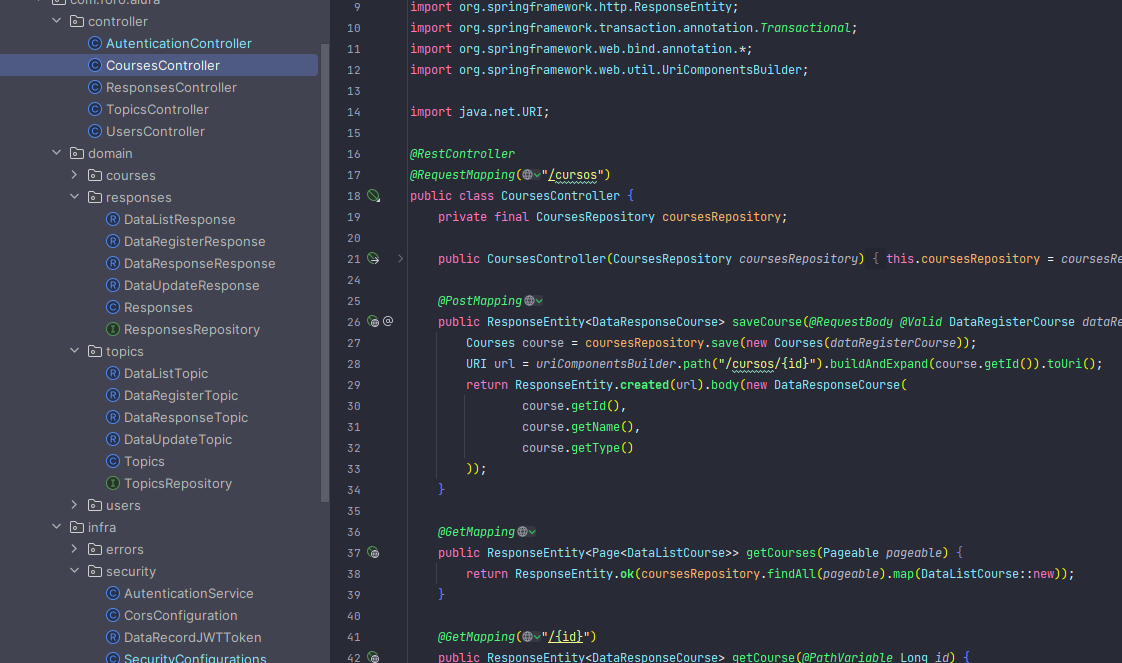 com.foro.alura
controller
AutenticationController
CoursesController
ResponsesController
TopicsController
UsersController
domain
courses
responses
DataListResponse
DataRegisterResponse
DataResponseResponse
DataUpdateResponse
Responses
ResponsesRepository
topics
DataListTopic
DataRegisterTopic
DataResponseTopic
DataUpdateTopic
Topics
TopicsRepository
users
infra
errors
security
AutenticationService
CorsConfiguration
DataRecordJWTToken
SecurityConfigurations
9 import org.springframework.http.ResponseEntity;
10 import org.springframework.transaction.annotation.Transactional;
11 import org.springframework.web.bind.annotation.*;
12 import org.springframework.web.util.UriComponentsBuilder;
13
14 import java.net.URI;
15
16 @RestController
17 @RequestMapping("/cursos")
18 public class CoursesController {
19 private final CoursesRepository coursesRepository;
20
21 public CoursesController(CoursesRepository coursesRepository) { this.coursesRepository = coursesRe
24
25 @PostMapping
26 @ public ResponseEntity<DataResponseCourse> saveCourse(@RequestBody @Valid DataRegisterCourse dataRe
27 Courses course = coursesRepository.save(new Courses(dataRegisterCourse));
28 URI url = uriComponentsBuilder.path("/cursos/{id}").buildAndExpand(course.getId()).toUri();
29 return ResponseEntity.created(url).body(new DataResponseCourse(
30 course.getId(),
31 course.getName(),
32 course.getType()
33 ));
34 }
35
36 @GetMapping
37 public ResponseEntity<Page<DataListCourse>> getCourses(Pageable pageable) {
38 return ResponseEntity.ok(coursesRepository.findAll(pageable).map(DataListCourse::new));
39 }
40
41 @GetMapping("/{id}")
42 public ResponseEntity<DataResponseCourse> getCourse(@PathVariable Long id) {